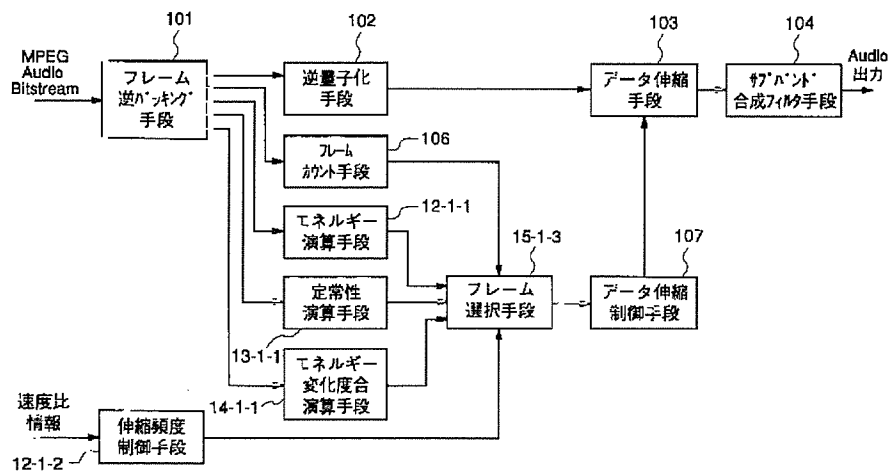 101
102
103
104
MPEG
Audio
Bitstream
フレーム
逆パッキング
手段
逆量子化
手段
データ伸縮
手段
サブバンド
合成フィルタ手段
Audio
出力
106
フレーム
カウント手段
12-1-1
エネルギー
演算手段
15-1-3
107
定常性
演算手段
フレーム
選択手段
データ伸縮
制御手段
13-1-1
エネルギー
変化度合
演算手段
14-1-1
速度比
情報
伸縮頻度
制御手段
12-1-2